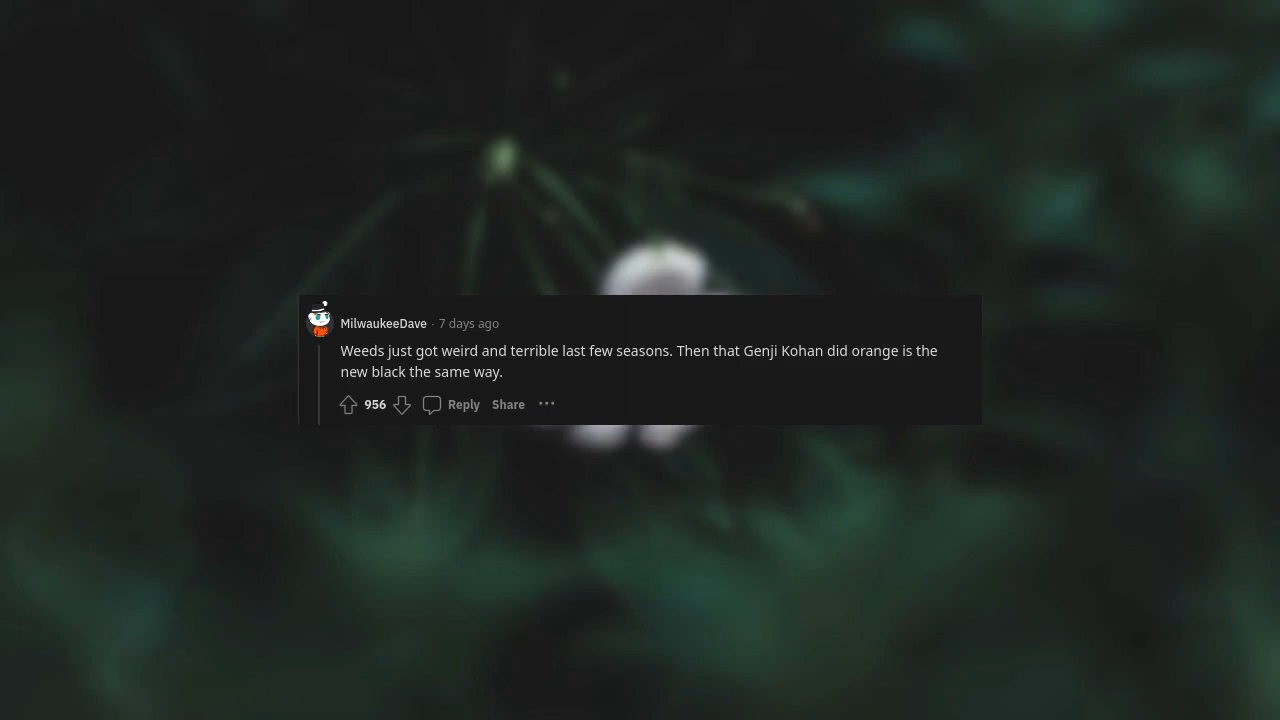 MilwaukeeDave · 7 days ago
Weeds just got weird and terrible last few seasons. Then that Genji Kohan did orange is the
new black the same way.
956 Reply Share ···